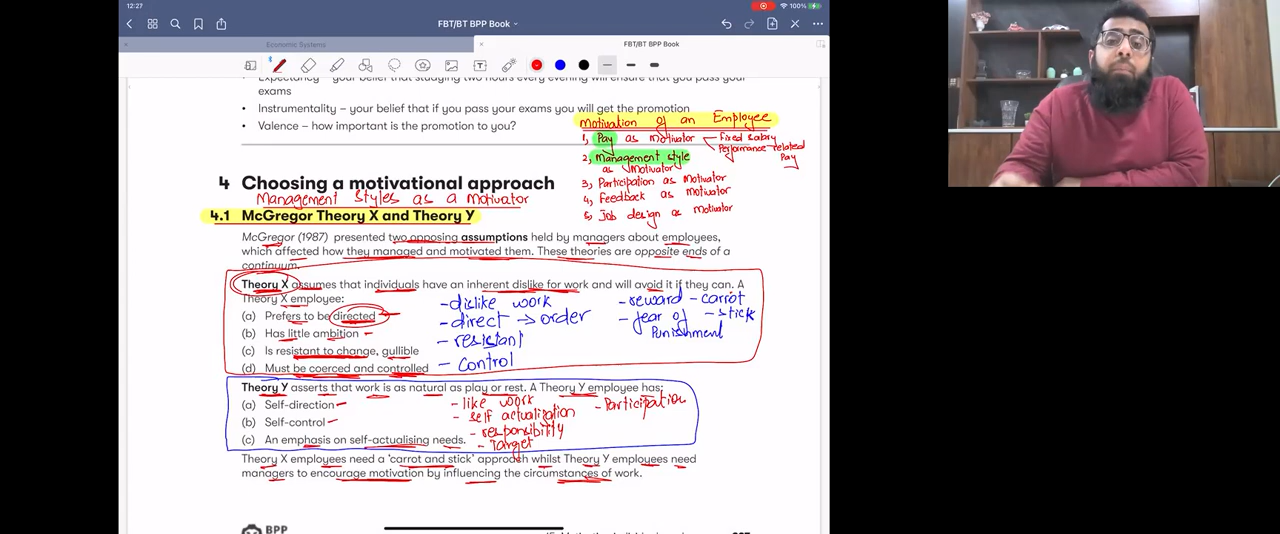 12:27
100%
FBT/BT BPP Book
Economic Systems
FBT/BT BPP Book
Expectancy – your belief that studying two hours every evening will ensure that you pass your
exams
• Instrumentality – your belief that if you pass your exams you will get the promotion
• Valence – how important is the promotion to you?
Motivation of an Employee
1, Pay as Motivator
Fixed salary
Performance-related
Pay
2, Management style
as Motivator
3, Participation as Motivator
4, Feedback as Motivator
5, Job design as Motivator
4 Choosing a motivational approach
Management Styles as a Motivator
4.1 McGregor Theory X and Theory Y
McGregor (1987) presented two opposing assumptions held by managers about employees,
which affected how they managed and motivated them. These theories are opposite ends of a
continuum.
Theory X assumes that individuals have an inherent dislike for work and will avoid it if they can. A
Theory X employee:
(a) Prefers to be directed
(b) Has little ambition
(c) Is resistant to change, gullible
(d) Must be coerced and controlled
- dislike work
- direct → order
- resistant
- control
- reward - carrot
- fear of - stick
Punishment
Theory Y asserts that work is as natural as play or rest. A Theory Y employee has:
(a) Self-direction
(b) Self-control
(c) An emphasis on self-actualising needs.
- like work
- self actualization
- responsibility
- Target
- Participation
Theory X employees need a 'carrot and stick' approach whilst Theory Y employees need
managers to encourage motivation by influencing the circumstances of work.
BPP